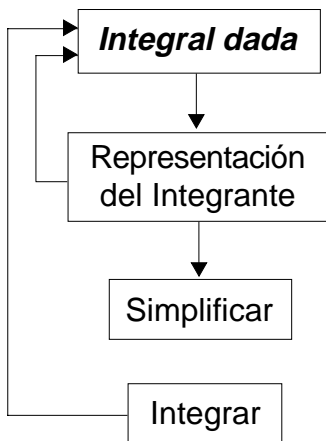 Integral dada
Representación
del Integrante
Simplificar
Integrar